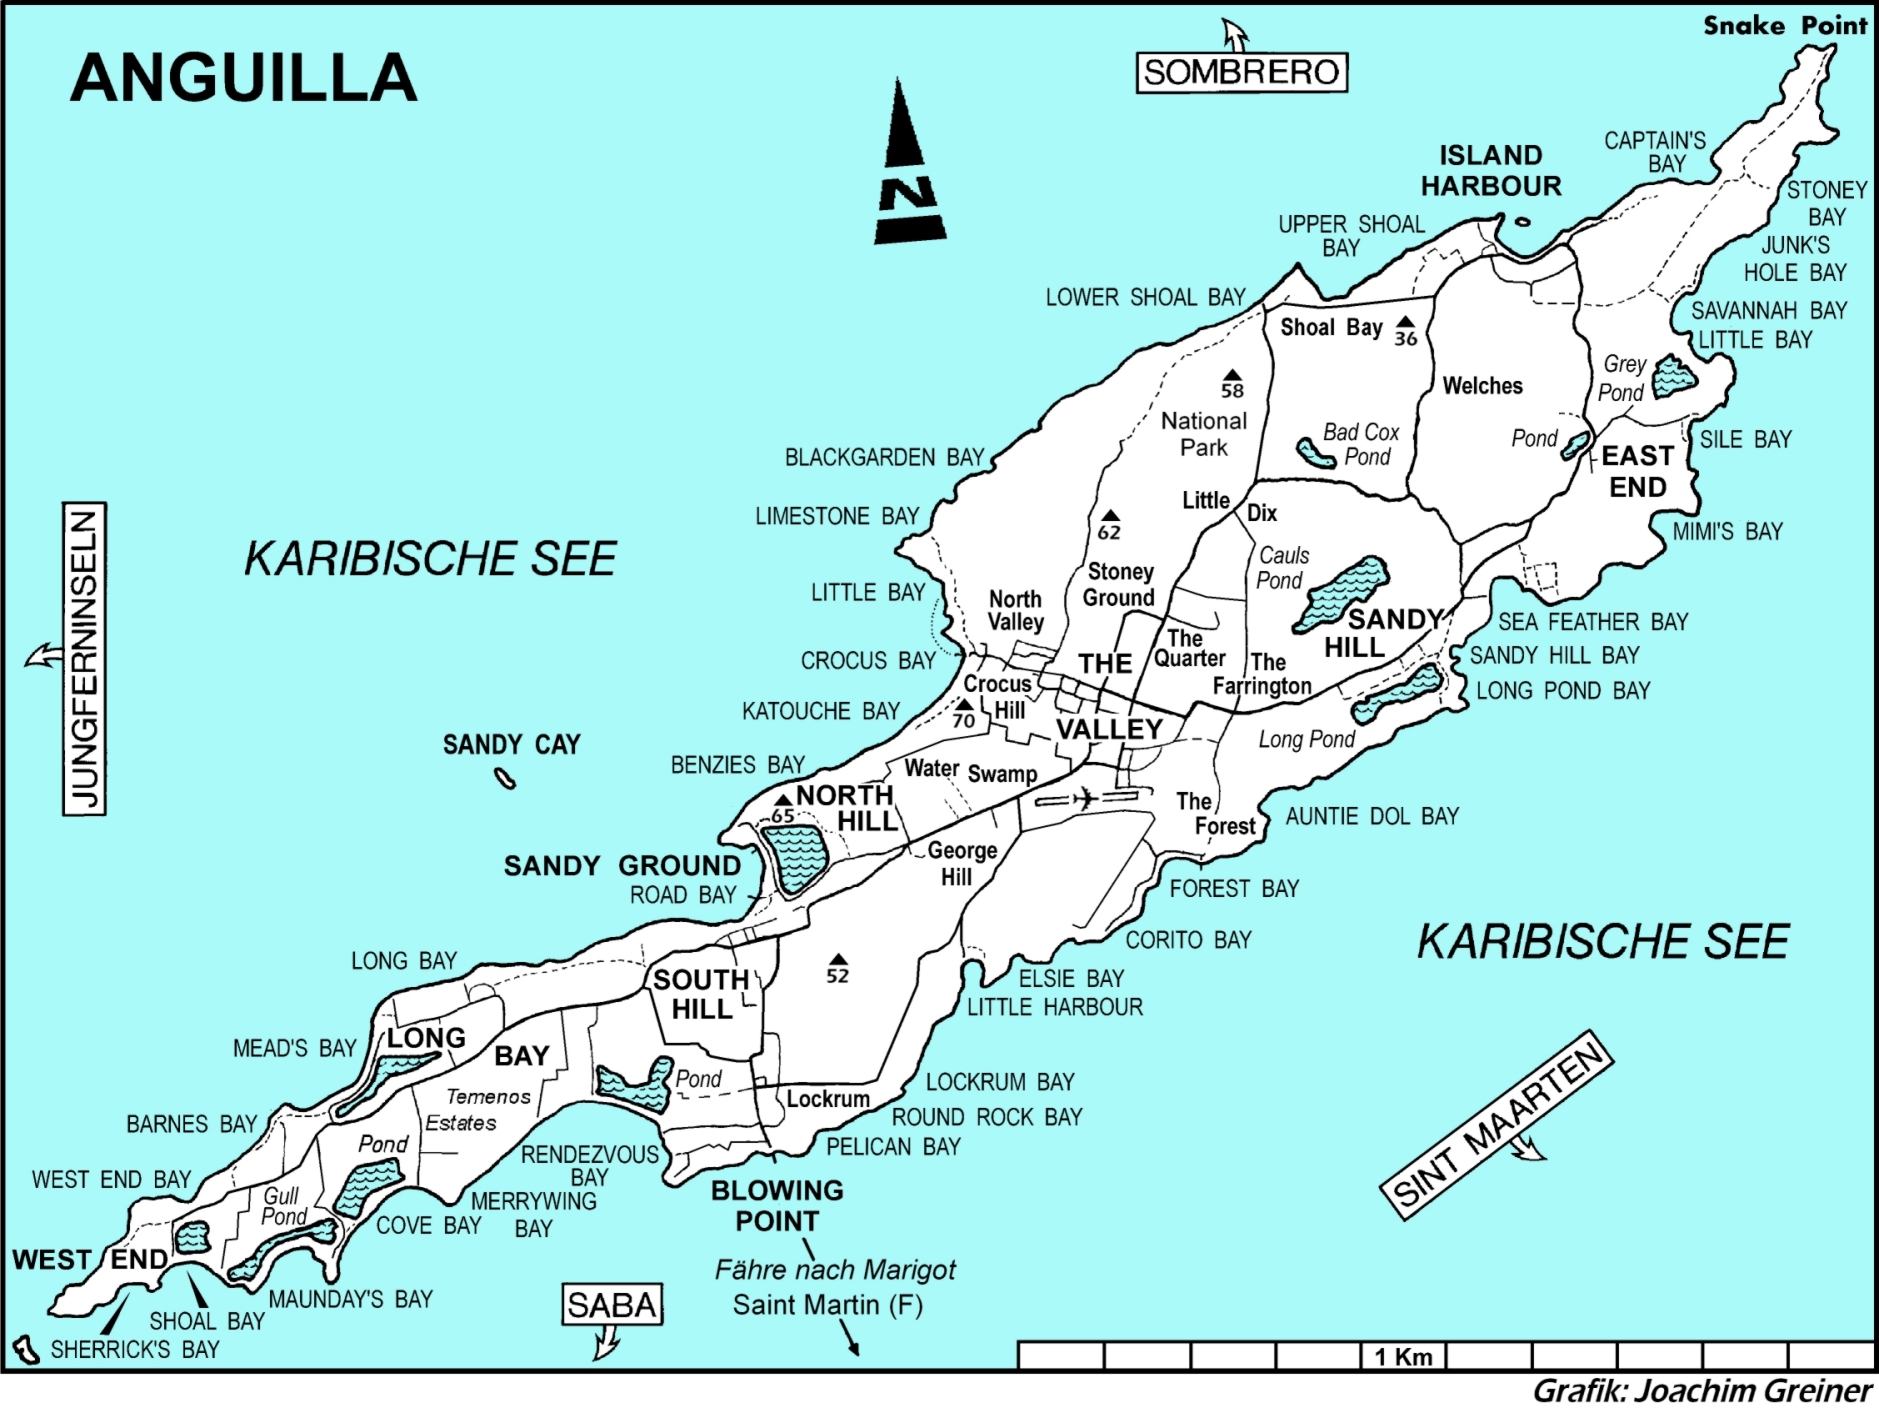 Snake Point
ANGUILLA
SOMBRERO
N
CAPTAIN'S
BAY
ISLAND
HARBOUR
STONEY
BAY
UPPER SHOAL
BAY
JUNK'S
HOLE BAY
LOWER SHOAL BAY
SAVANNAH BAY
LITTLE BAY
Shoal Bay
36
Grey
Pond
58
Welches
National
Park
Bad Cox
Pond
Pond
SILE BAY
EAST
END
BLACKGARDEN BAY
Little Dix
LIMESTONE BAY
62
MIMI'S BAY
JUNGFERNINSELN
KARIBISCHE SEE
Cauls
Pond
Stoney
Ground
LITTLE BAY
North
Valley
SANDY
HILL
SEA FEATHER BAY
The
Quarter
SANDY HILL BAY
CROCUS BAY
THE
VALLEY
The
Farrington
LONG POND BAY
Crocus
Hill
KATOUCHE BAY
70
Long Pond
SANDY CAY
BENZIES BAY
Water Swamp
NORTH
HILL
65
The
Forest
AUNTIE DOL BAY
SANDY GROUND
George
Hill
ROAD BAY
FOREST BAY
CORITO BAY
KARIBISCHE SEE
LONG BAY
52
SOUTH
HILL
ELSIE BAY
LITTLE HARBOUR
MEAD'S BAY
LONG BAY
Pond
LOCKRUM BAY
Temenos
Estates
Lockrum
ROUND ROCK BAY
BARNES BAY
PELICAN BAY
SINT MAARTEN
Pond
RENDEZVOUS
BAY
WEST END BAY
Gull
Pond
BLOWING
POINT
MERRYWING
BAY
COVE BAY
WEST END
Fähre nach Marigot
Saint Martin (F)
MAUNDAY'S BAY
SABA
SHOAL BAY
SHERRICK'S BAY
1 Km
Grafik: Joachim Greiner